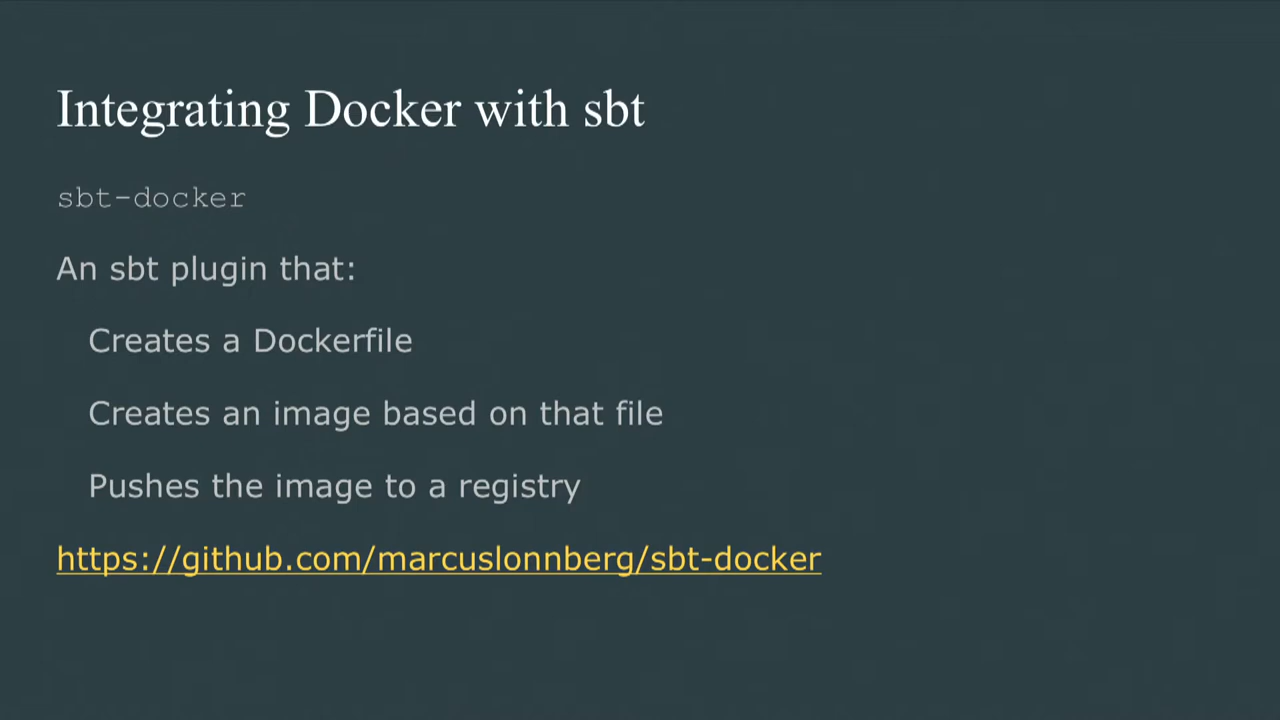 Integrating Docker with sbt
sbt-docker
An sbt plugin that:
Creates a Dockerfile
Creates an image based on that file
Pushes the image to a registry
https://github.com/marcuslonnberg/sbt-docker